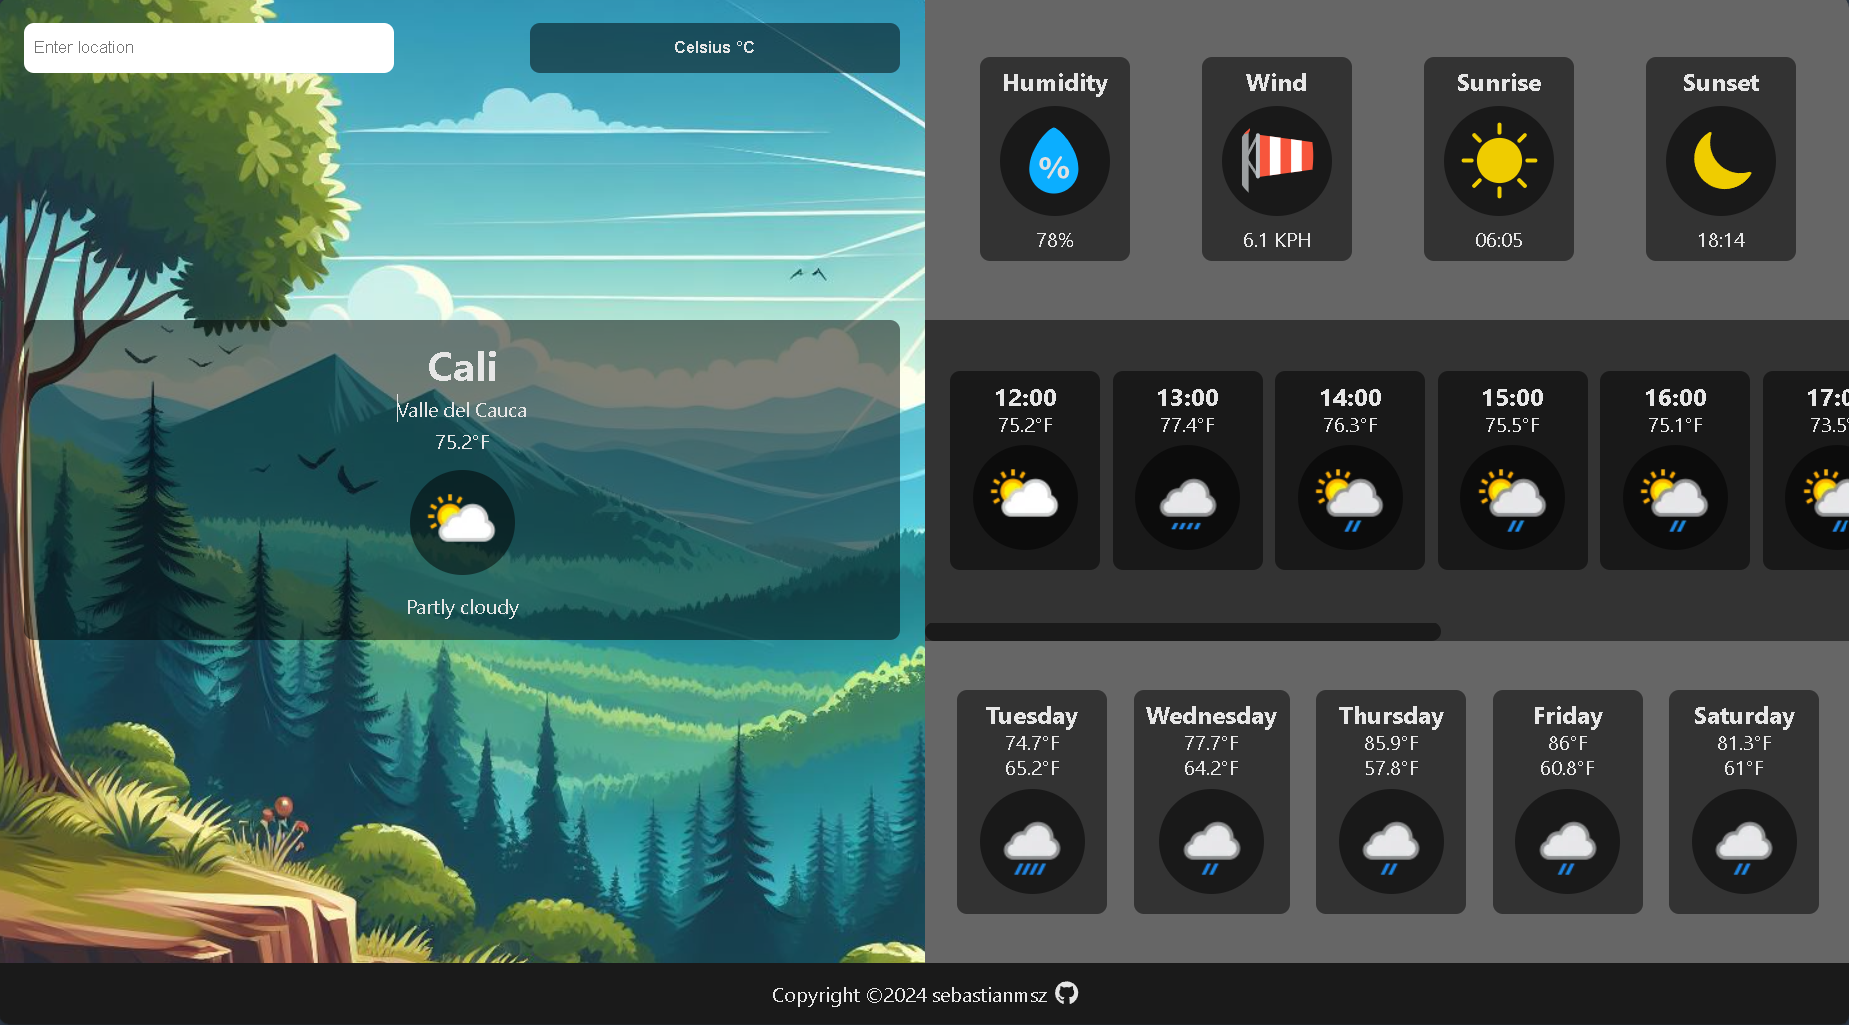 Enter location
Celsius °C
Cali
Valle del Cauca
75.2°F
Partly cloudy
Humidity
%
78%
Wind
6.1 KPH
Sunrise
06:05
Sunset
18:14
12:00
75.2°F
13:00
77.4°F
14:00
76.3°F
15:00
75.5°F
16:00
75.1°F
17:0
73.5°
Tuesday
74.7°F
65.2°F
Wednesday
77.7°F
64.2°F
Thursday
85.9°F
57.8°F
Friday
86°F
60.8°F
Saturday
81.3°F
61°F
Copyright ©2024 sebastianmsz